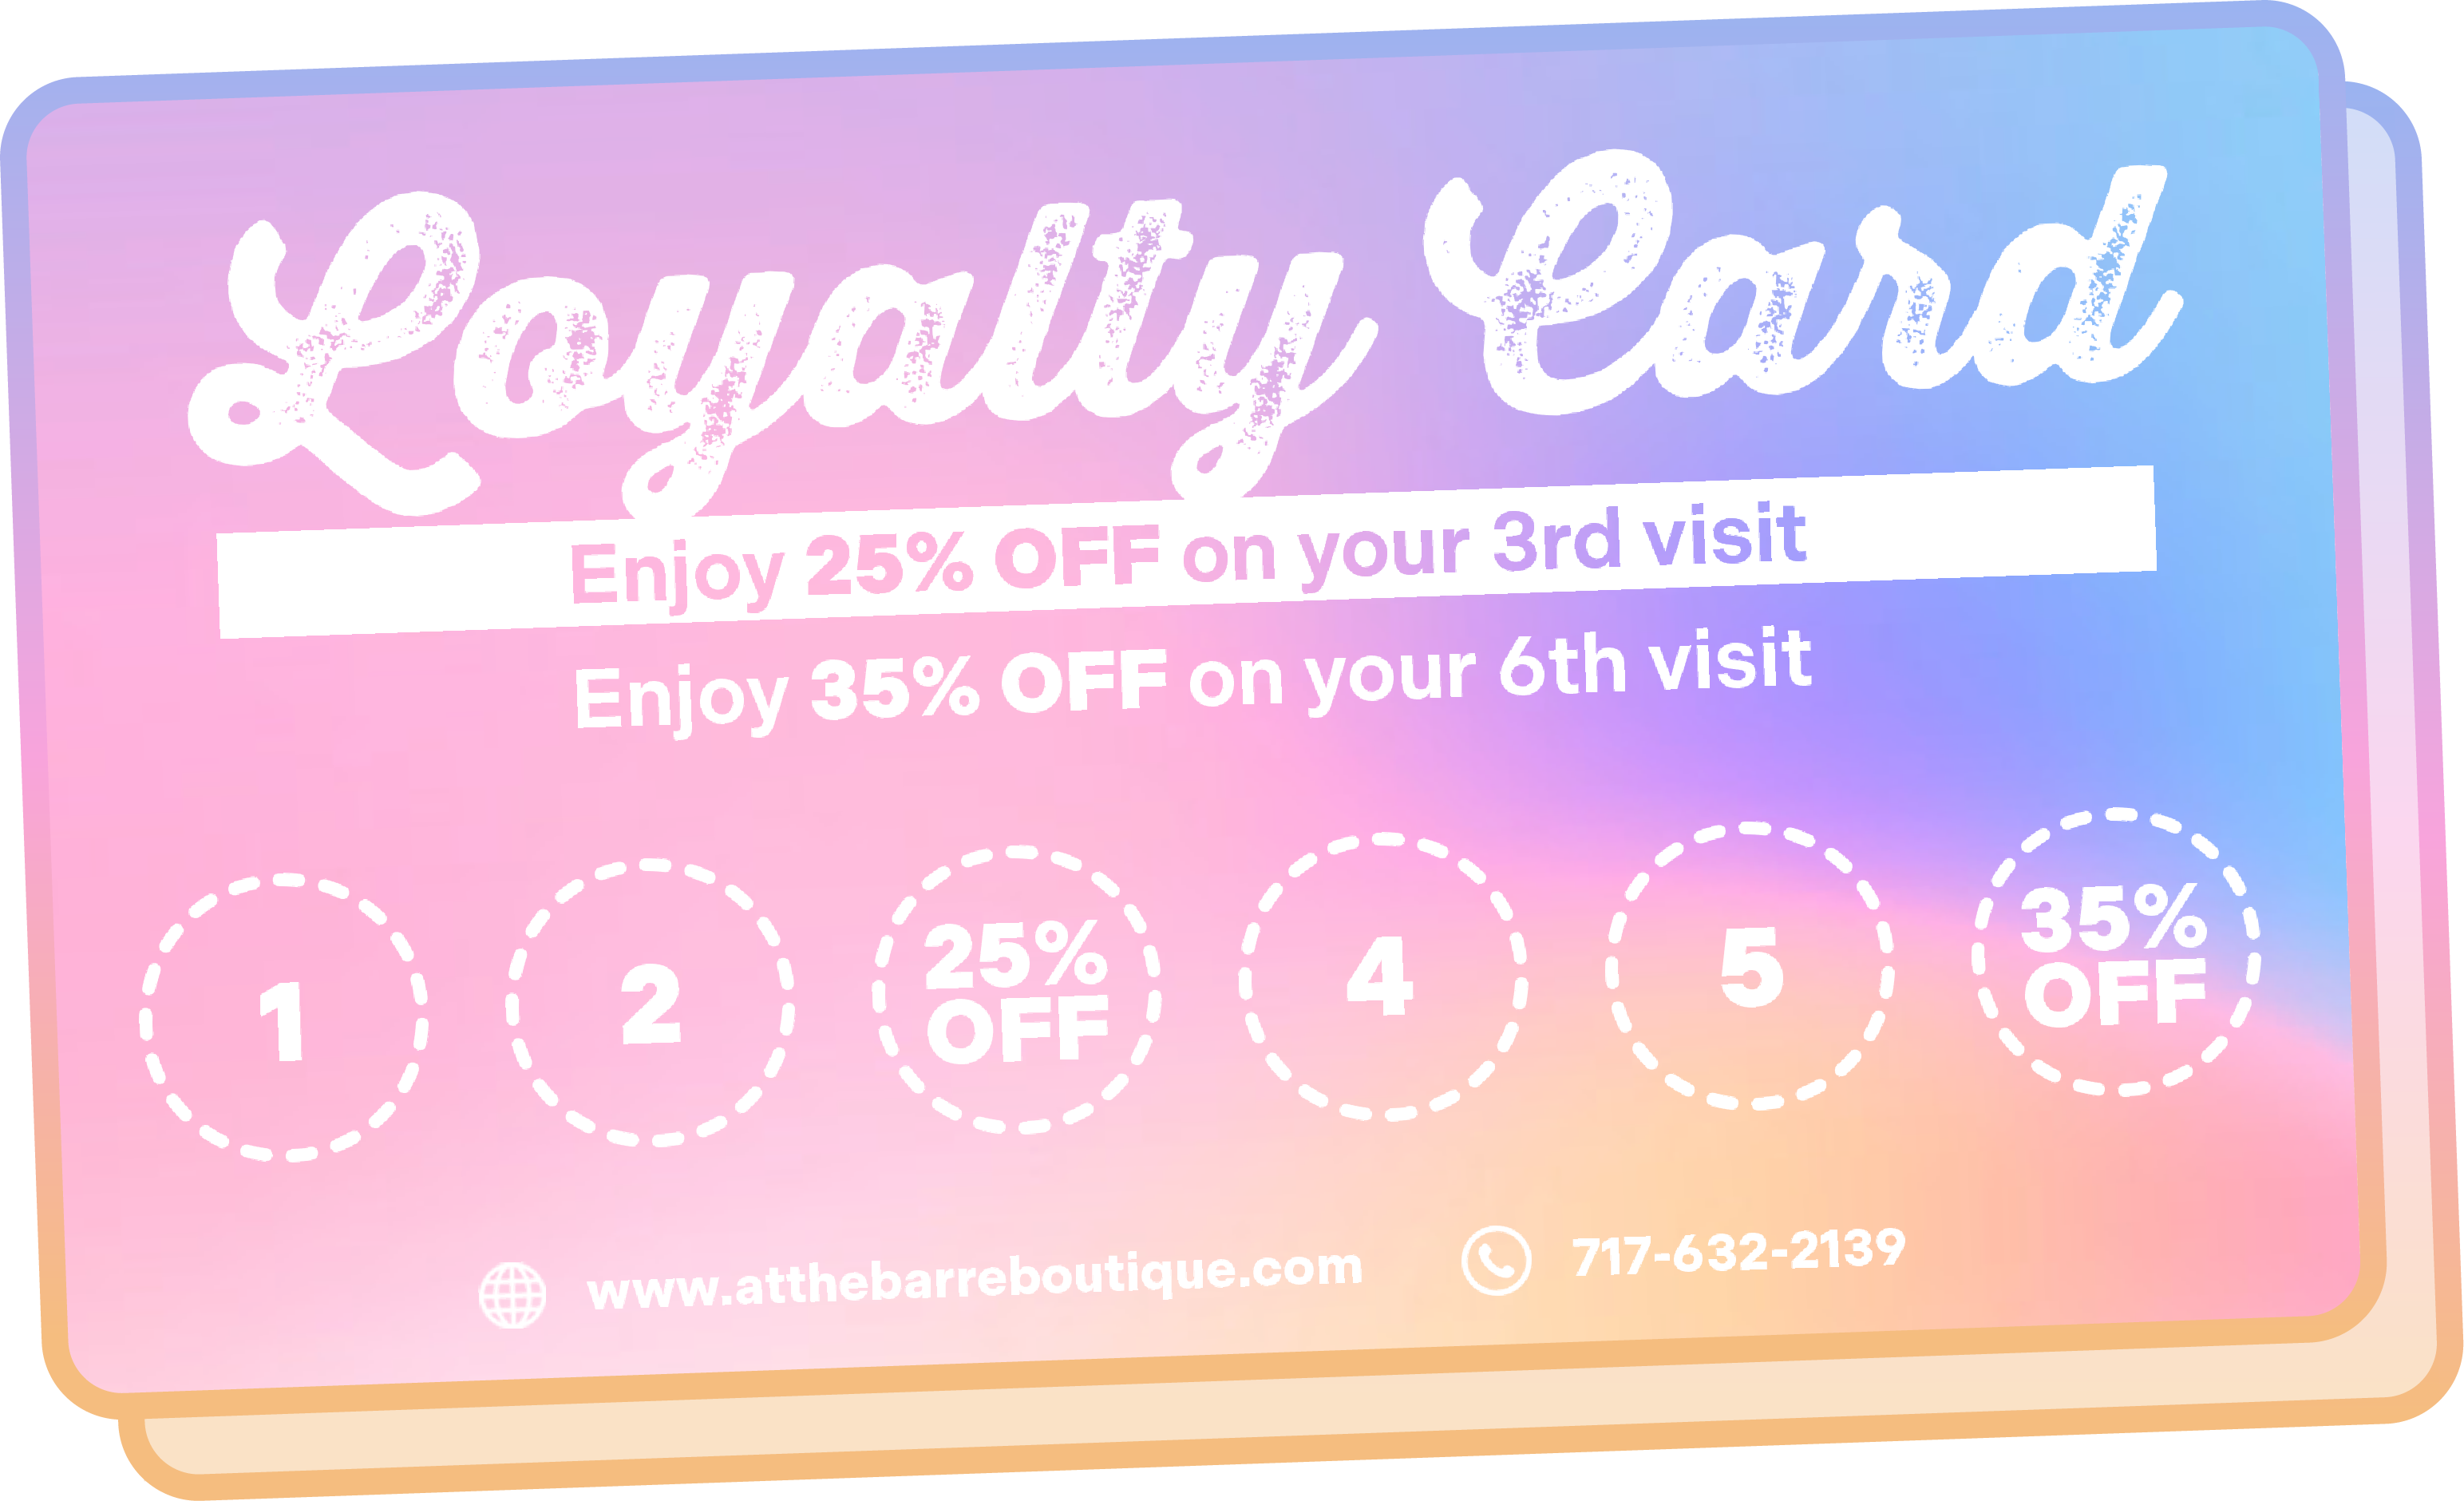 Loyalty Card
Enjoy 25% OFF on your 3rd visit
Enjoy 35% OFF on your 6th visit
1
2
25%
OFF
4
5
35%
OFF
www.atthebarreboutique.com
717-632-2139